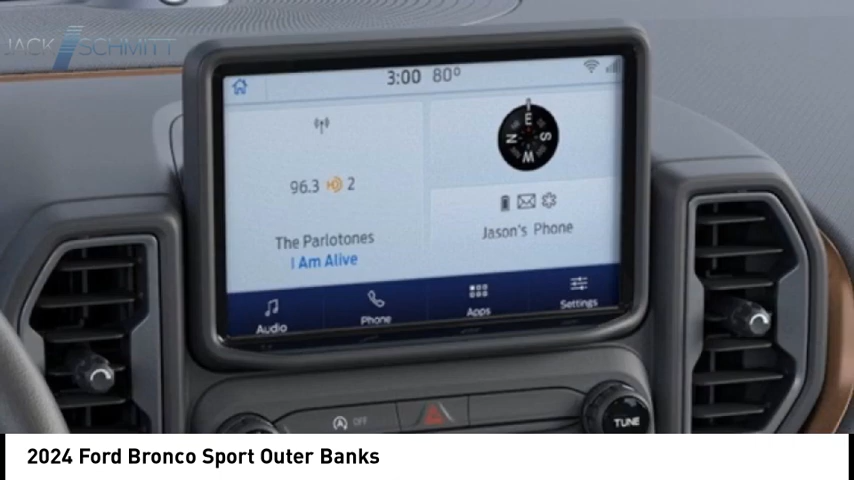 JACK SCHMITT
3:00 80°
E
N S
W
96.3 HD 2
The Parlotones
I Am Alive
Jason's Phone
Audio Phone Apps Settings
OFF
TUNE
2024 Ford Bronco Sport Outer Banks